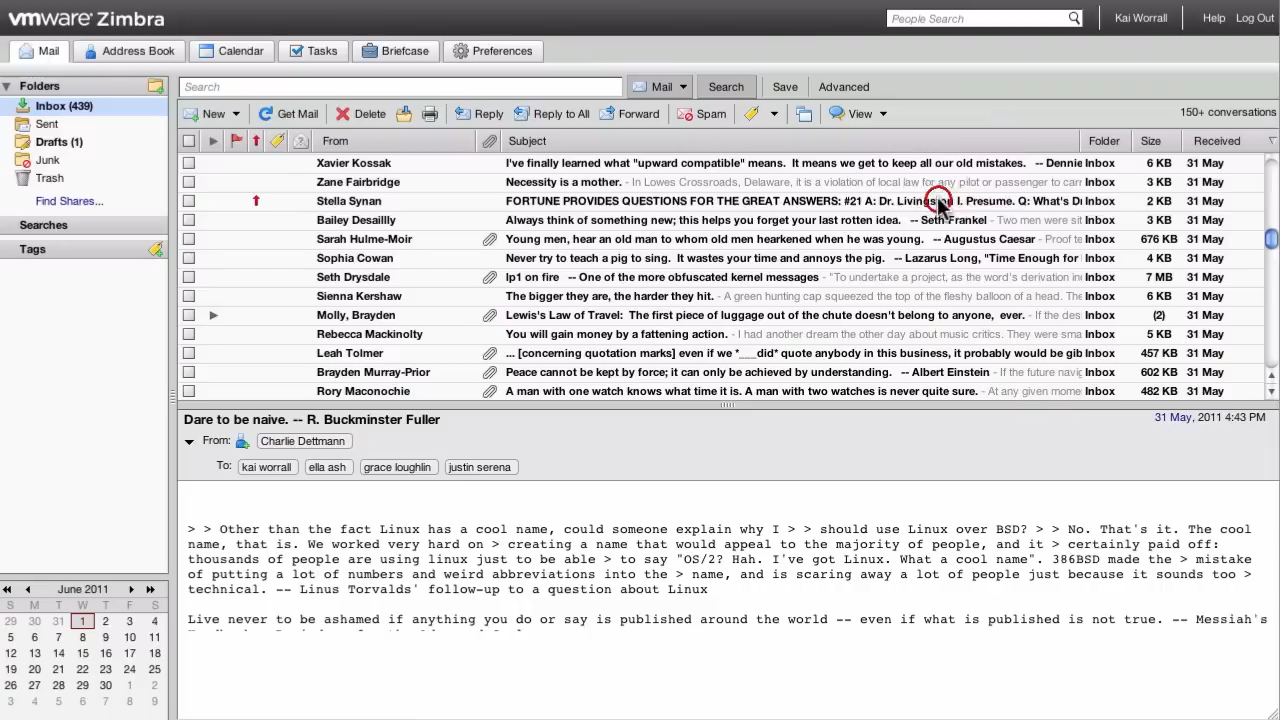 vmware Zimbra
People Search
Kai Worrall
Help Log Out
Mail Address Book Calendar Tasks Briefcase Preferences
Folders
Inbox (439)
Sent
Drafts (1)
Junk
Trash
Find Shares...
Searches
Tags
Search Mail Search Save Advanced
New Get Mail Delete Reply Reply to All Forward Spam View 150+ conversations
From Subject Folder Size Received
Xavier Kossak I've finally learned what "upward compatible" means. It means we get to keep all our old mistakes. -- Dennie Inbox 6 KB 31 May
Zane Fairbridge Necessity is a mother. - In Lowes Crossroads, Delaware, it is a violation of local law for any pilot or passenger to carr Inbox 3 KB 31 May
Stella Synan FORTUNE PROVIDES QUESTIONS FOR THE GREAT ANSWERS: #21 A: Dr. Livingston I. Presume. Q: What's Di Inbox 2 KB 31 May
Bailey Desailly Always think of something new; this helps you forget your last rotten idea. -- Seth Frankel - Two men were sit Inbox 3 KB 31 May
Sarah Hulme-Moir Young men, hear an old man to whom old men hearkened when he was young. -- Augustus Caesar - Proof te Inbox 676 KB 31 May
Sophia Cowan Never try to teach a pig to sing. It wastes your time and annoys the pig. -- Lazarus Long, "Time Enough for Inbox 4 KB 31 May
Seth Drysdale lp1 on fire -- One of the more obfuscated kernel messages - "To undertake a project, as the word's derivation in Inbox 7 MB 31 May
Sienna Kershaw The bigger they are, the harder they hit. - A green hunting cap squeezed the top of the fleshy balloon of a head. The Inbox 6 KB 31 May
Molly, Brayden Lewis's Law of Travel: The first piece of luggage out of the chute doesn't belong to anyone, ever. - If the des Inbox (2) 31 May
Rebecca Mackinolty You will gain money by a fattening action. - I had another dream the other day about music critics. They were sma Inbox 5 KB 31 May
Leah Tolmer ... [concerning quotation marks] even if we *___did* quote anybody in this business, it probably would be gib Inbox 457 KB 31 May
Brayden Murray-Prior Peace cannot be kept by force; it can only be achieved by understanding. -- Albert Einstein - If the future navig Inbox 602 KB 31 May
Rory Maconochie A man with one watch knows what time it is. A man with two watches is never quite sure. - At any given mome Inbox 482 KB 31 May
Dare to be naive. -- R. Buckminster Fuller 31 May, 2011 4:43 PM
From: Charlie Dettmann
To: kai worrall ella ash grace loughlin justin serena
> > Other than the fact Linux has a cool name, could someone explain why I > > should use Linux over BSD? > > No. That's it. The cool
name, that is. We worked very hard on > creating a name that would appeal to the majority of people, and it > certainly paid off:
thousands of people are using linux just to be able > to say "OS/2? Hah. I've got Linux. What a cool name". 386BSD made the > mistake
of putting a lot of numbers and weird abbreviations into the > name, and is scaring away a lot of people just because it sounds too >
technical. -- Linus Torvalds' follow-up to a question about Linux
Live never to be ashamed if anything you do or say is published around the world -- even if what is published is not true. -- Messiah's
June 2011
S M T W T F S
29 30 31 1 2 3 4
5 6 7 8 9 10 11
12 13 14 15 16 17 18
19 20 21 22 23 24 25
26 27 28 29 30 1 2
3 4 5 6 7 8 9